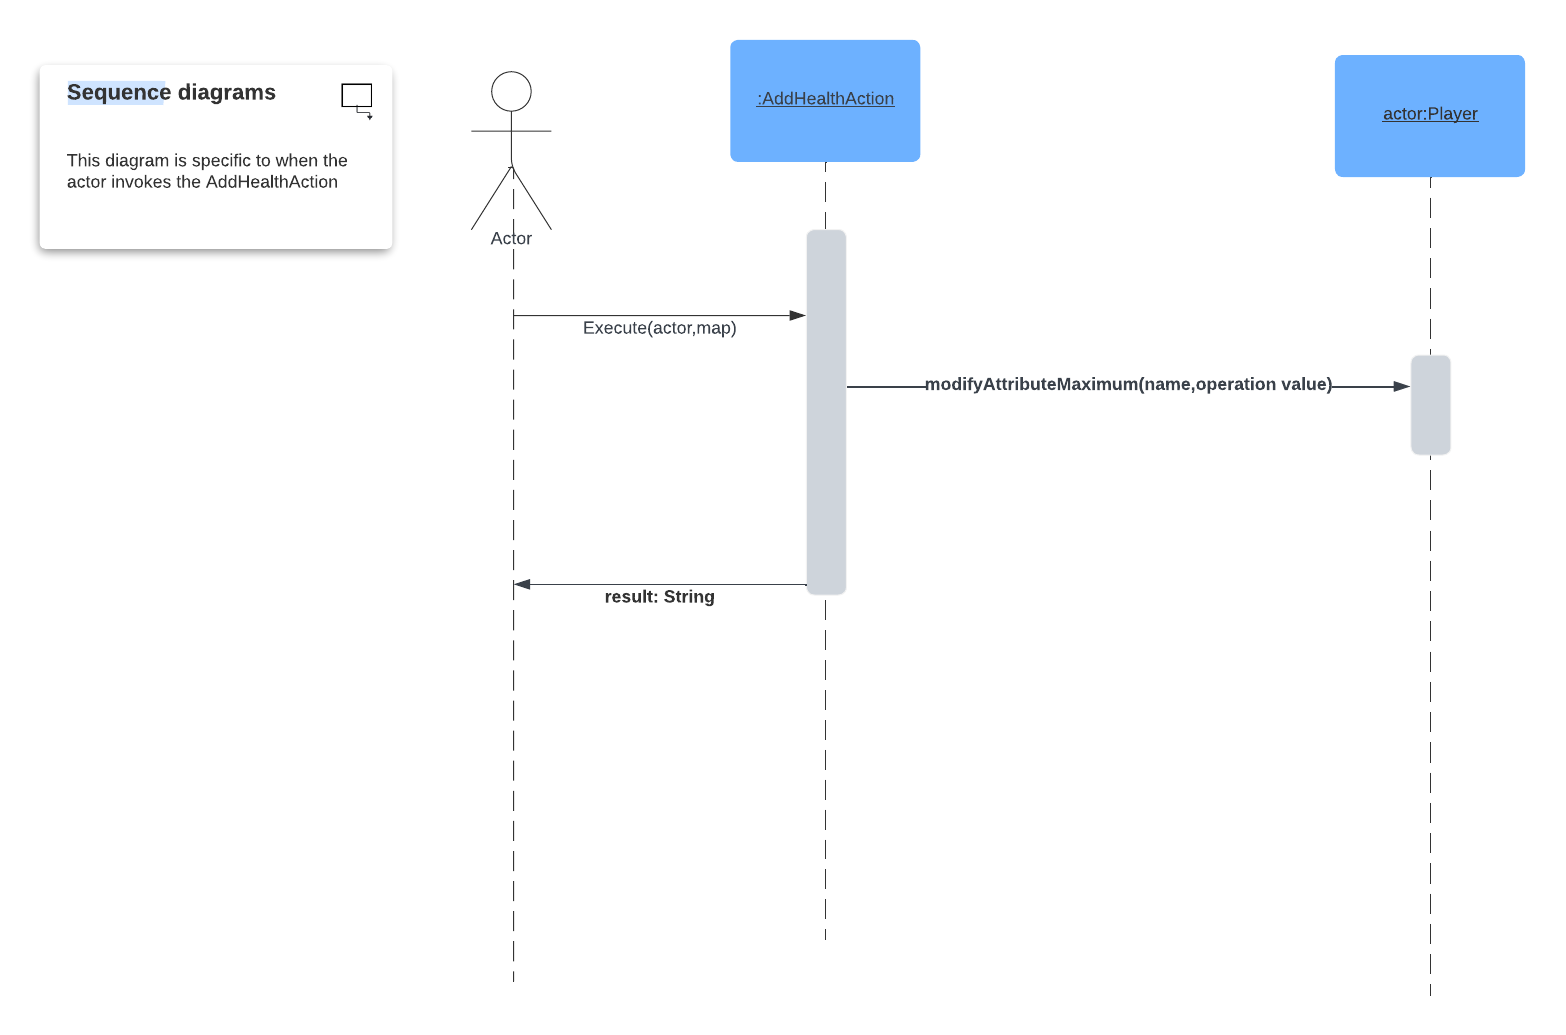 Sequence diagrams
This diagram is specific to when the
actor invokes the AddHealthAction
Actor
:AddHealthAction
actor:Player
Execute(actor,map)
modifyAttributeMaximum(name,operation value)
result: String